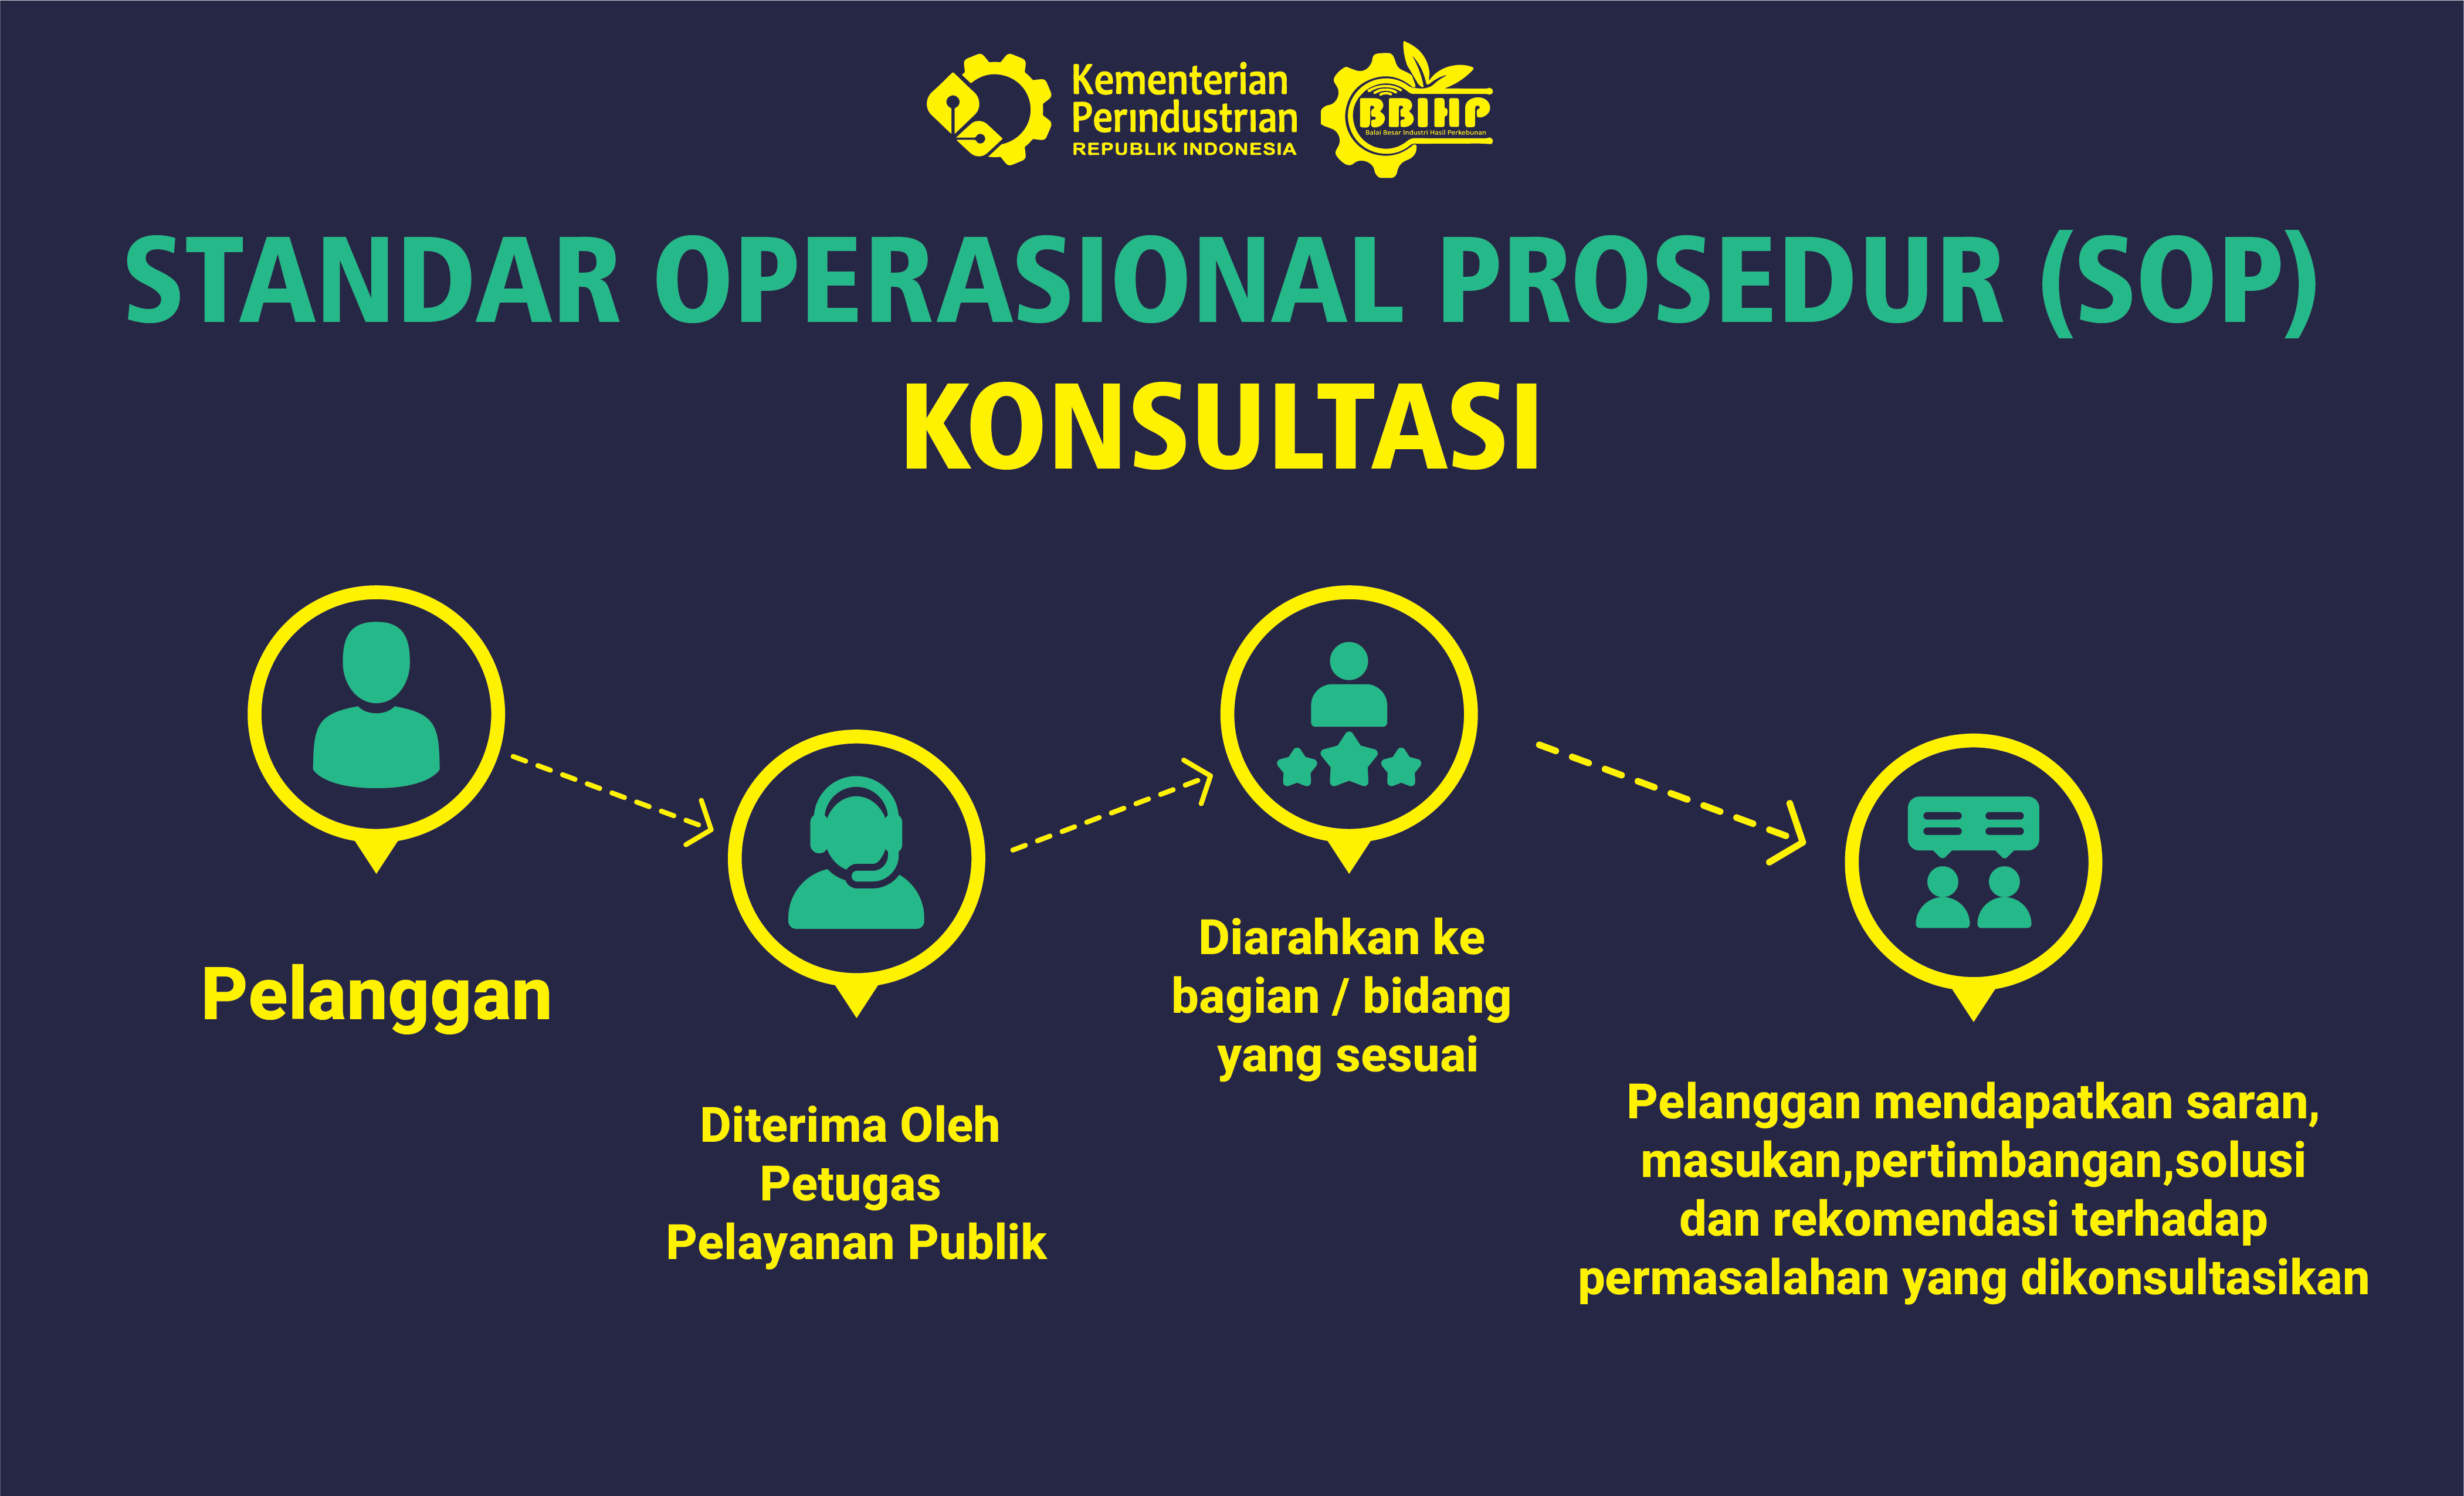 Kementerian
Perindustrian
REPUBLIK INDONESIA
BBIHP
Balai Besar Industri Hasil Perkebunan
STANDAR OPERASIONAL PROSEDUR (SOP)
KONSULTASI
Pelanggan
Diterima Oleh
Petugas
Pelayanan Publik
Diarahkan ke
bagian / bidang
yang sesuai
Pelanggan mendapatkan saran,
masukan,pertimbangan,solusi
dan rekomendasi terhadap
permasalahan yang dikonsultasikan